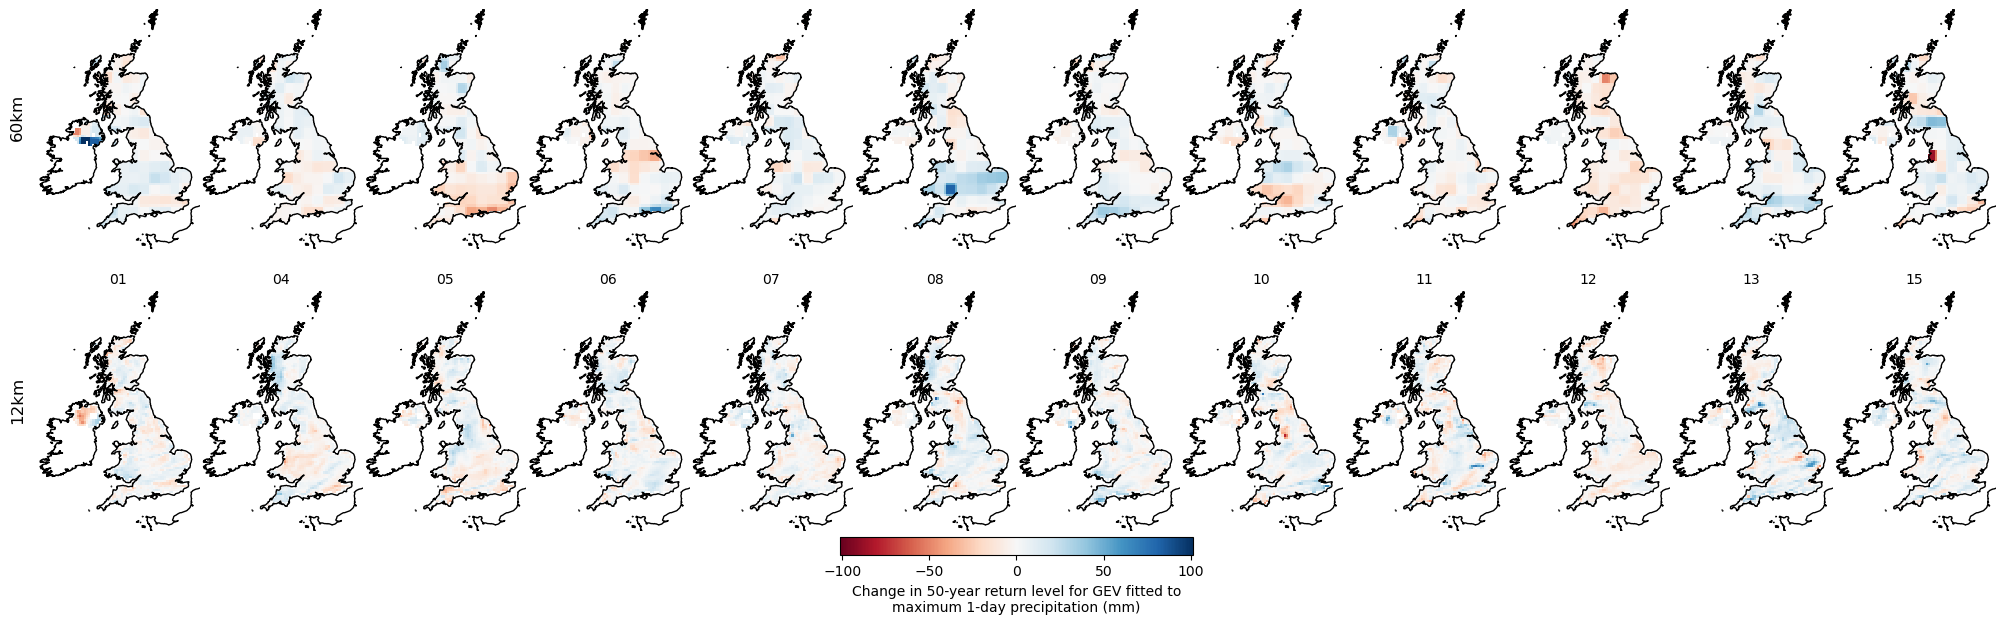 60km
01 04 05 06 07 08 09 10 11 12 13 15
12km
−100 −50 0 50 100
Change in 50-year return level for GEV fitted to
maximum 1-day precipitation (mm)